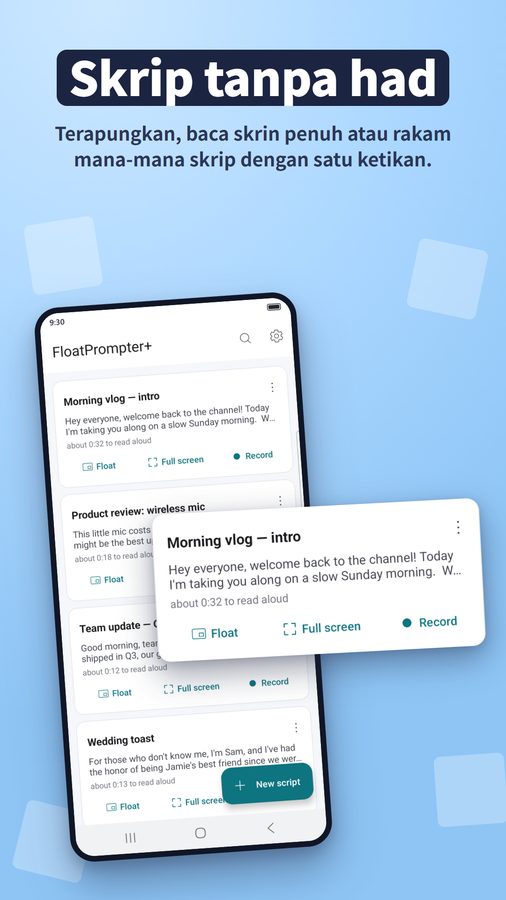 Skrip tanpa had
Terapungkan, baca skrin penuh atau rakam
mana-mana skrip dengan satu ketikan.
9:30
FloatPrompter+
Morning vlog — intro
Hey everyone, welcome back to the channel! Today
I'm taking you along on a slow Sunday morning. W...
about 0:32 to read aloud
Float
Full screen
Record
Product review: wireless mic
This little mic costs
might be the best u
about 0:18 to read alou
Float
Morning vlog — intro
Hey everyone, welcome back to the channel! Today
I'm taking you along on a slow Sunday morning. W...
about 0:32 to read aloud
Float
Full screen
Record
Team update —
Good morning, tea
shipped in Q3, our g
about 0:12 to read aloud
Float
Full screen
Record
Wedding toast
For those who don't know me, I'm Sam, and I've had
the honor of being Jamie's best friend since we wer...
about 0:13 to read aloud
Float
Full screen
New script